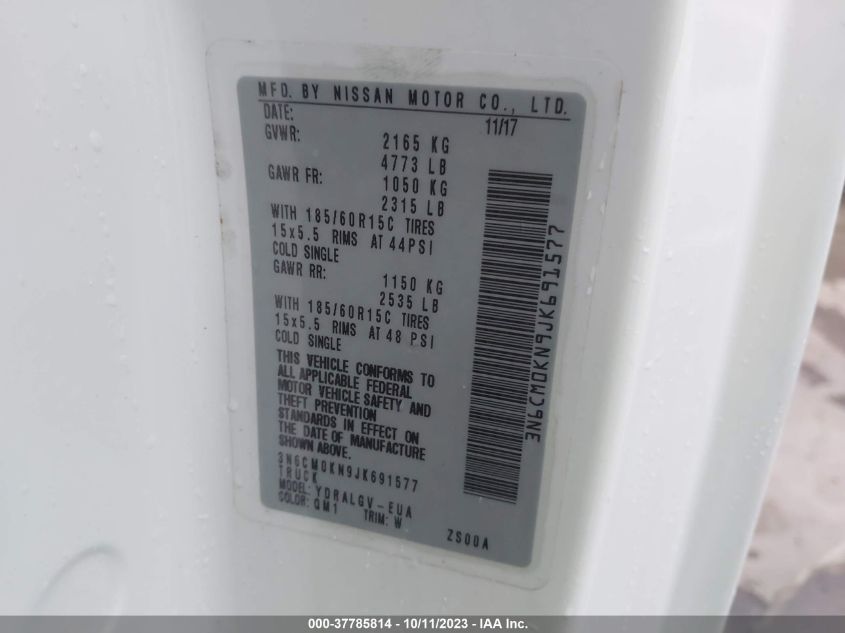 MFD. BY NISSAN MOTOR CO., LTD.
DATE: 11/17
GVWR: 2165 KG
4773 LB
GAWR FR: 1050 KG
2315 LB
WITH 185/60R15C TIRES
15x5.5 RIMS AT 44PSI
COLD SINGLE
GAWR RR: 1150 KG
2535 LB
WITH 185/60R15C TIRES
15x5.5 RIMS AT 48 PSI
COLD SINGLE
THIS VEHICLE CONFORMS TO
ALL APPLICABLE FEDERAL
MOTOR VEHICLE SAFETY AND
THEFT PREVENTION
STANDARDS IN EFFECT ON
THE DATE OF MANUFACTURE
SHOWN ABOVE.
3N6CM0KN9JK691577
TRUCK
MODEL: YDRALGV-EUA
COLOR: QM1 TRIM: W
ZS00A
3N6CM0KN9JK691577
000-37785814 - 10/11/2023 - IAA Inc.